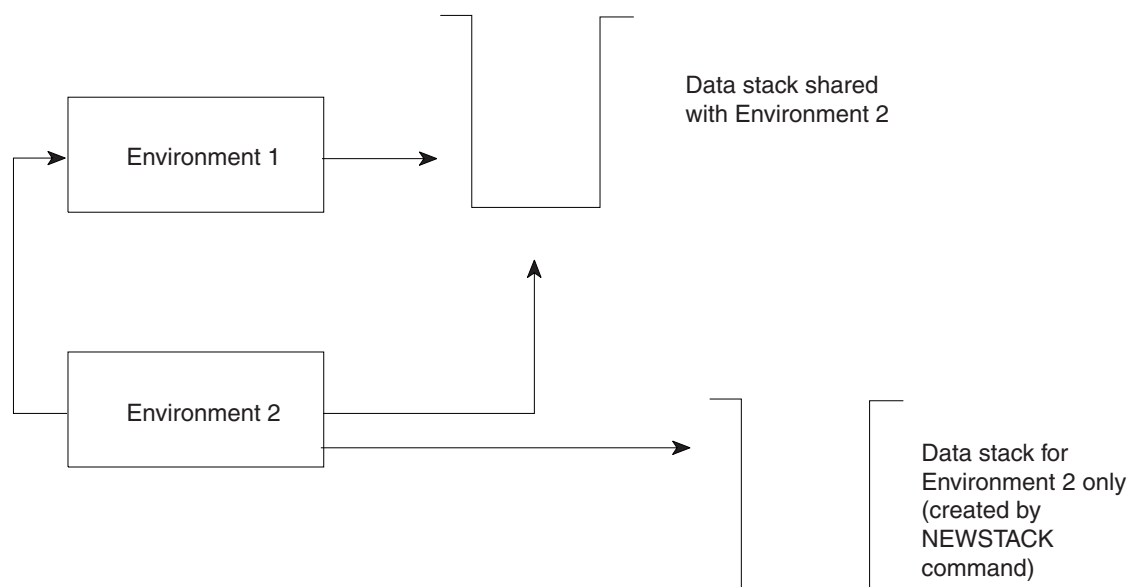 Data stack shared
with Environment 2
Environment 1
Environment 2
Data stack for
Environment 2 only
(created by
NEWSTACK
command)